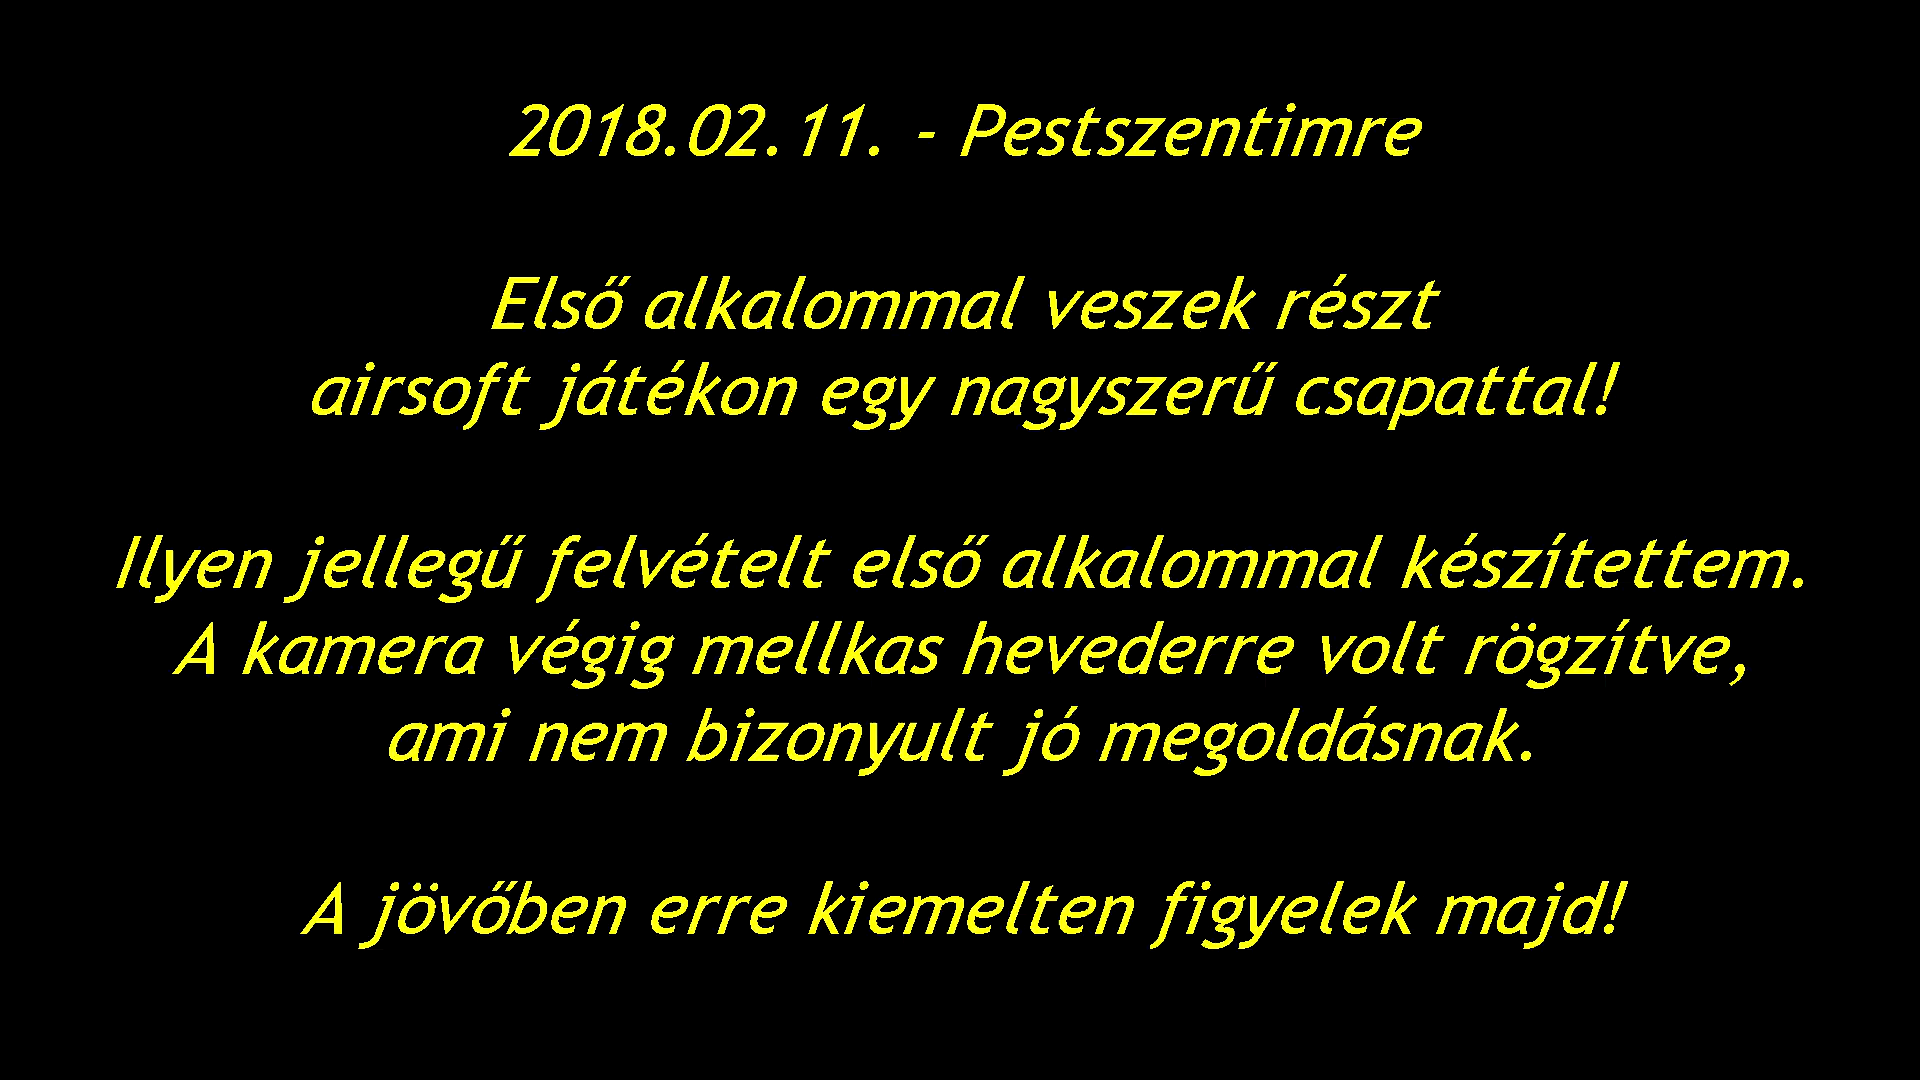 2018.02.11. - Pestszentimre
Első alkalommal veszek részt
airsoft játékon egy nagyszerű csapattal!
Ilyen jellegű felvételt első alkalommal készítettem.
A kamera végig mellkas hevederre volt rögzítve,
ami nem bizonyult jó megoldásnak.
A jövőben erre kiemelten figyelek majd!